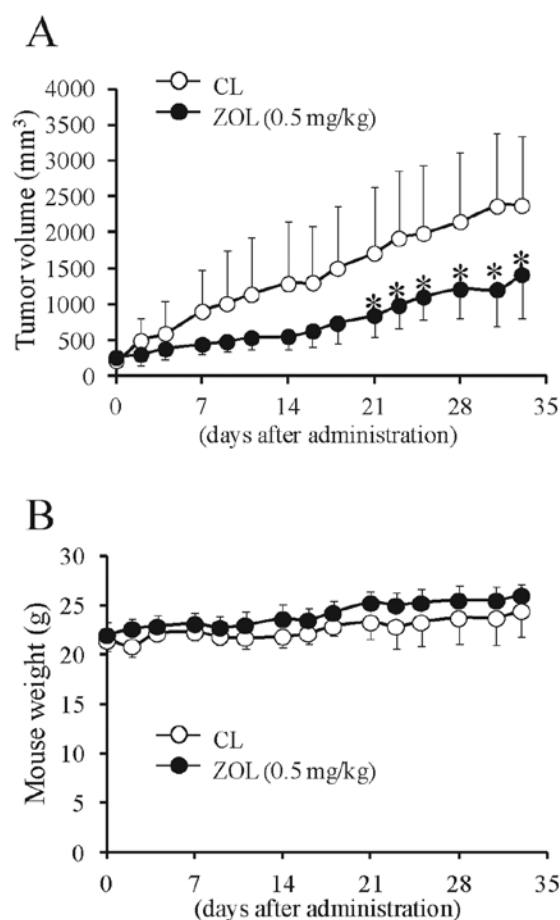 A
CL
ZOL (0.5 mg/kg)
Tumor volume (mm³)
4000
3500
3000
2500
2000
1500
1000
500
0
* * * * * *
0 7 14 21 28 35
(days after administration)
B
Mouse weight (g)
30
25
20
15
10
5
0
CL
ZOL (0.5 mg/kg)
0 7 14 21 28 35
(days after administration)